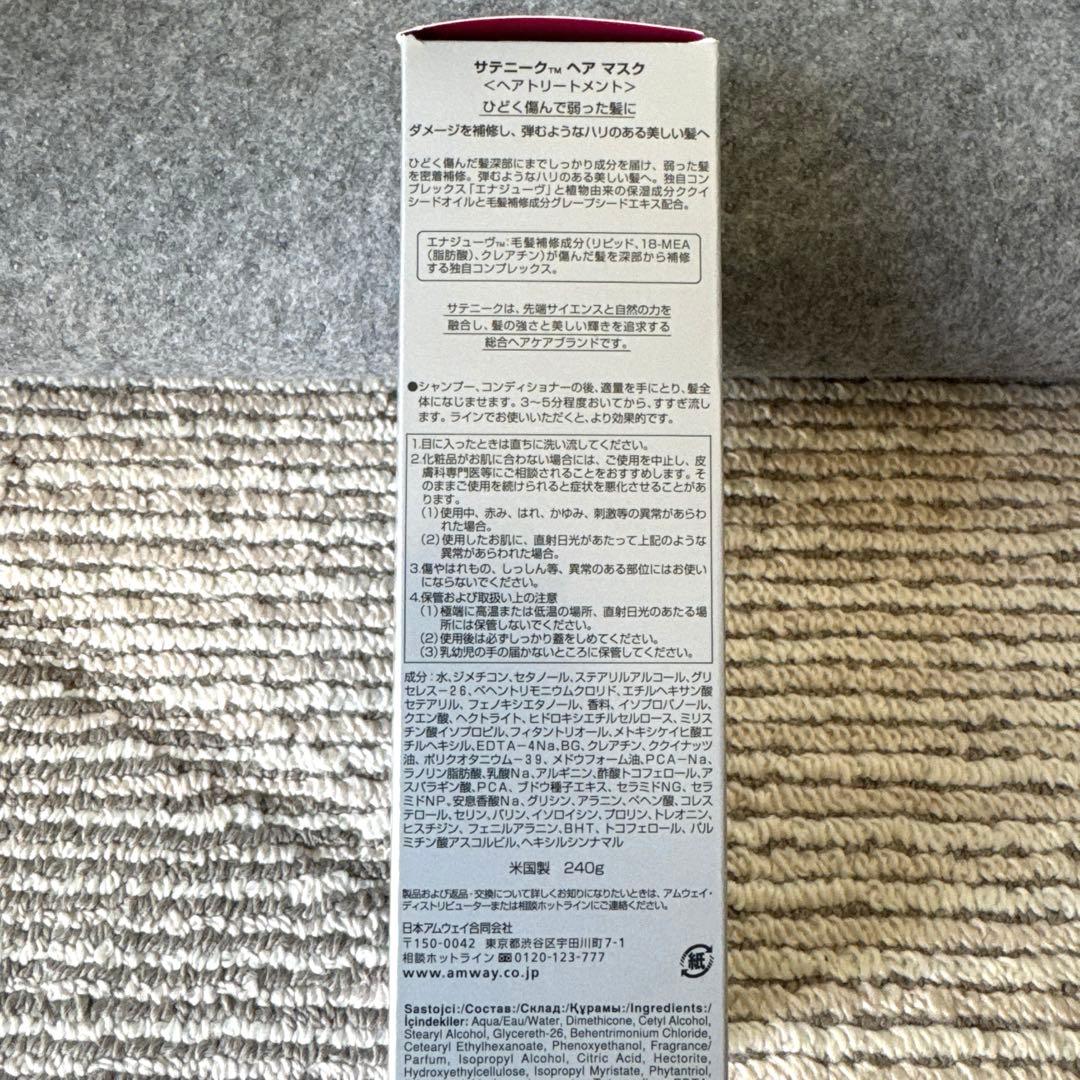 サテニーク™ ヘア マスク
<ヘアトリートメント>
ひどく傷んで弱った髪に
ダメージを補修し、弾むようなハリのある美しい髪へ
ひどく傷んだ髪深部にまでしっかり成分を届け、弱った髪
を密着補修。弾むようなハリのある美しい髪へ。独自コン
プレックス「エナジューヴ」と植物由来の保湿成分ククイ
シードオイルと毛髪補修成分グレープシードエキス配合。
エナジューヴ™:毛髪補修成分(リピッド、18-MEA
(脂肪酸)、クレアチン)が傷んだ髪を深部から補修
する独自コンプレックス。
サテニークは、先端サイエンスと自然の力を
融合し、髪の強さと美しい輝きを追求する
総合ヘアケアブランドです。
●シャンプー、コンディショナーの後、適量を手にとり、髪全
体になじませます。3〜5分程度おいてから、すすぎ流し
ます。ラインでお使いいただくと、より効果的です。
1.目に入ったときは直ちに洗い流してください。
2.化粧品がお肌に合わない場合には、ご使用を中止し、皮
膚科専門医等にご相談されることをおすすめします。そ
のままご使用を続けられると症状を悪化させることがあ
ります。
(1)使用中、赤み、はれ、かゆみ、刺激等の異常があらわ
れた場合。
(2)使用したお肌に、直射日光があたって上記のような
異常があらわれた場合。
3.傷やはれもの、しっしん等、異常のある部位にはお使い
にならないでください。
4.保管および取扱い上の注意
(1)極端に高温または低温の場所、直射日光のあたる場
所には保管しないでください。
(2)使用後は必ずしっかり蓋をしめてください。
(3)乳幼児の手の届かないところに保管してください。
成分:水、ジメチコン、セタノール、ステアリルアルコール、グリ
セレス-26、ベヘントリモニウムクロリド、エチルヘキサン酸
セテアリル、フェノキシエタノール、香料、イソプロパノール、
クエン酸、ヘクトライト、ヒドロキシエチルセルロース、ミリス
チン酸イソプロピル、フィタントリオール、メトキシケイヒ酸エ
チルヘキシル、EDTA-4Na、BG、クレアチン、ククイナッツ
油、ポリクオタニウム-39、メドウフォーム油、PCA-Na、
ラノリン脂肪酸、乳酸Na、アルギニン、酢酸トコフェロール、ア
スパラギン酸、PCA、ブドウ種子エキス、セラミドNG、セラ
ミドNP、安息香酸Na、グリシン、アラニン、ベヘン酸、コレス
テロール、セリン、バリン、イソロイシン、プロリン、トレオニン、
ヒスチジン、フェニルアラニン、BHT、トコフェロール、パル
ミチン酸アスコルビル、ヘキシルシンナマル
米国製 240g
製品および返品・交換について詳しくお知りになりたいときは、アムウェイ・
ディストリビューターまたは相談ホットラインにご連絡ください。
日本アムウェイ合同会社
〒150-0042 東京都渋谷区宇田川町7-1
相談ホットライン 0120-123-777
www.amway.co.jp
紙
Sastojci:/Состав:/Склад:/Құрамы:/Ingredients:/
İçindekiler: Aqua/Eau/Water, Dimethicone, Cetyl Alcohol,
Stearyl Alcohol, Glycereth-26, Behentrimonium Chloride,
Cetearyl Ethylhexanoate, Phenoxyethanol, Fragrance/
Parfum, Isopropyl Alcohol, Citric Acid, Hectorite,
Hydroxyethylcellulose, Isopropyl Myristate, Phytantriol,